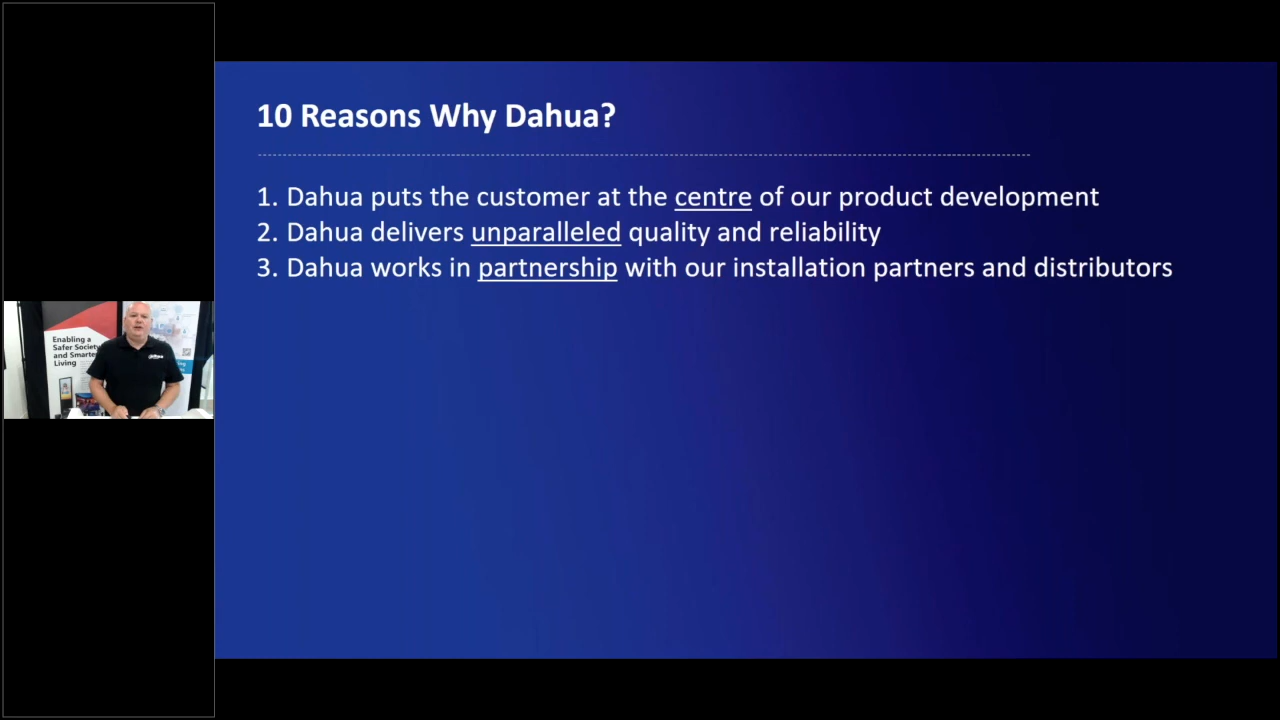 10 Reasons Why Dahua?
1. Dahua puts the customer at the centre of our product development
2. Dahua delivers unparalleled quality and reliability
3. Dahua works in partnership with our installation partners and distributors
Enabling a
Safer Society
and Smarter
Living